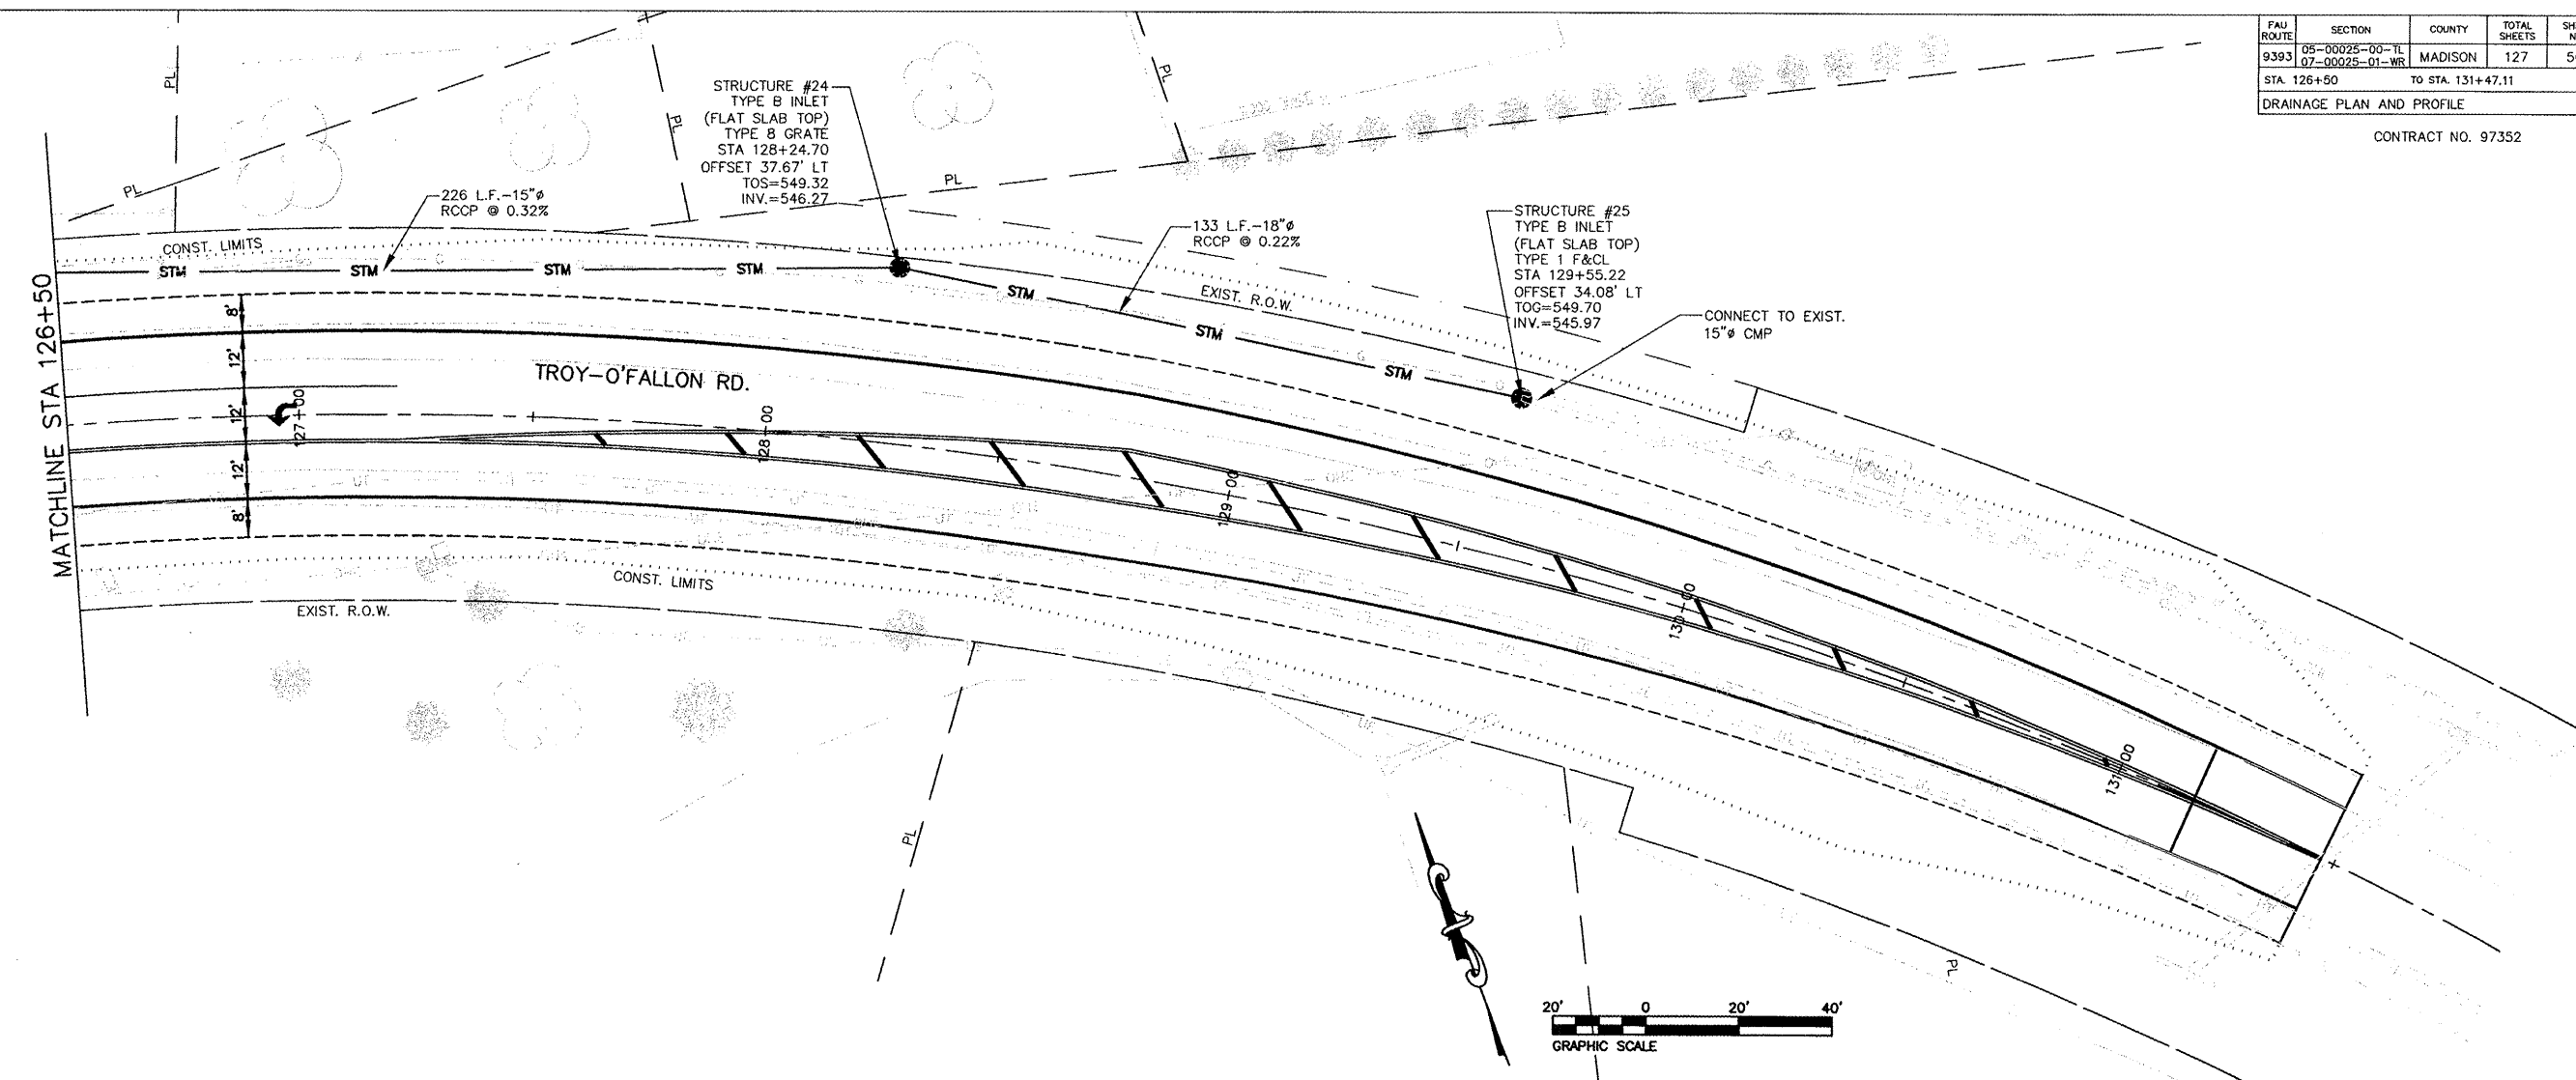 FAU ROUTE
SECTION
COUNTY
TOTAL SHEETS
9393
05-00025-00-TL
07-00025-01-WR
MADISON
127
STA. 126+50 TO STA. 131+47.11
DRAINAGE PLAN AND PROFILE
CONTRACT NO. 97352
PL
PL
PL
PL
PL
STRUCTURE #24
TYPE B INLET
(FLAT SLAB TOP)
TYPE 8 GRATE
STA 128+24.70
OFFSET 37.67' LT
TOS=549.32
INV.=546.27
226 L.F.-15"ø
RCCP @ 0.32%
133 L.F.-18"ø
RCCP @ 0.22%
STRUCTURE #25
TYPE B INLET
(FLAT SLAB TOP)
TYPE 1 F&CL
STA 129+55.22
OFFSET 34.08' LT
TOG=549.70
INV.=545.97
CONNECT TO EXIST.
15"ø CMP
CONST. LIMITS
STM STM STM STM
STM
STM
STM
EXIST. R.O.W.
MATCHLINE STA 126+50
8'
12'
12'
12'
8'
TROY-O'FALLON RD.
127+00
128+00
129+00
130+00
131+00
CONST. LIMITS
EXIST. R.O.W.
PL
PL
20' 0 20' 40'
GRAPHIC SCALE